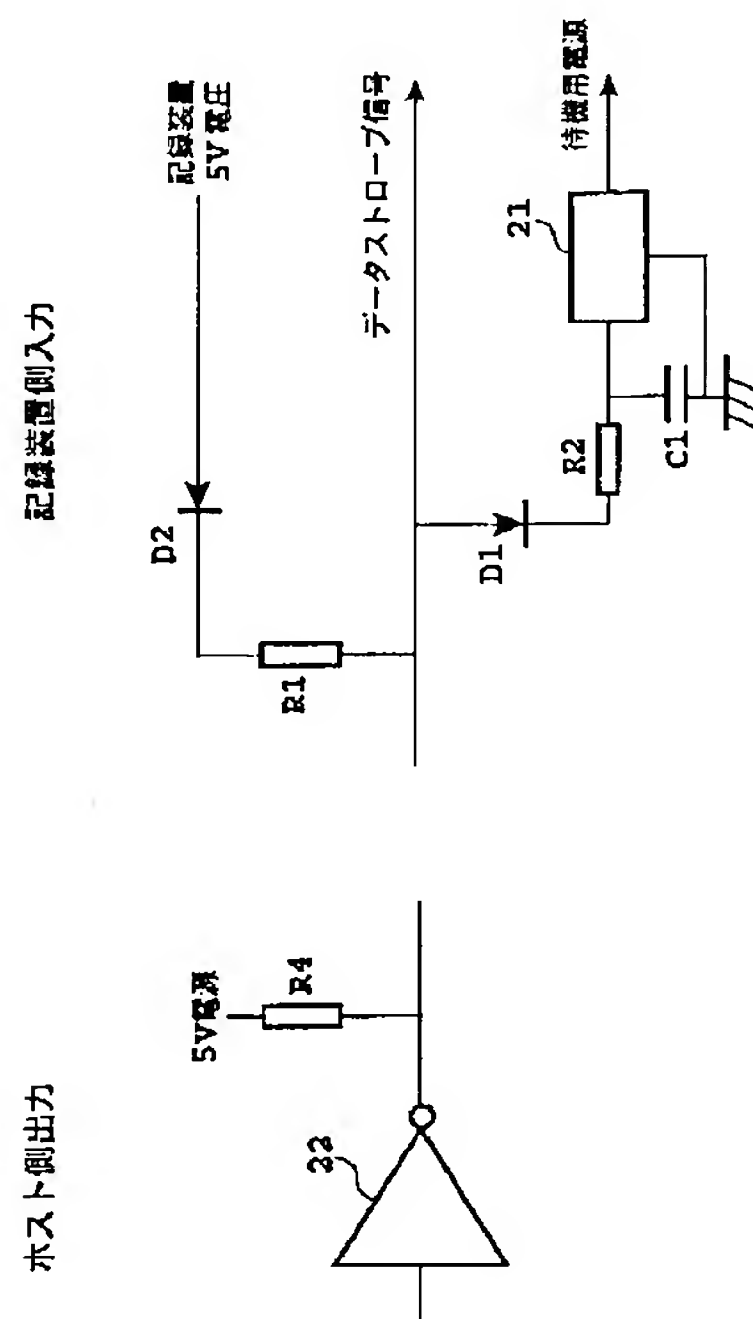 ホスト側出力
記録装置側入力
5V電源
R4
22
記録装置
5V電圧
D2
R1
データストローブ信号
D1
R2
C1
21
待機用電源